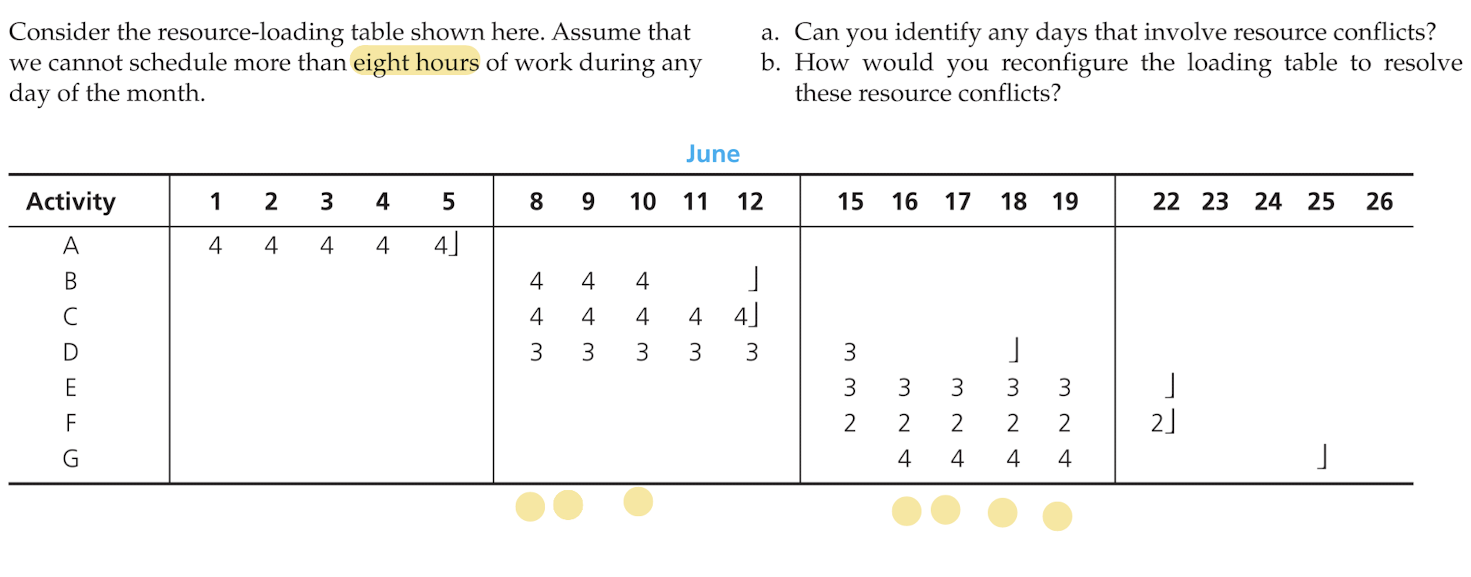 Consider the resource-loading table shown here. Assume that
we cannot schedule more than eight hours of work during any
day of the month.
a. Can you identify any days that involve resource conflicts?
b. How would you reconfigure the loading table to resolve
these resource conflicts?
June
Activity 1 2 3 4 5 8 9 10 11 12 15 16 17 18 19 22 23 24 25 26
A 4 4 4 4 4⌋
B 4 4 4 ⌋
C 4 4 4 4 4⌋
D 3 3 3 3 3 3 ⌋
E 3 3 3 3 3 ⌋
F 2 2 2 2 2 2⌋
G 4 4 4 4 ⌋